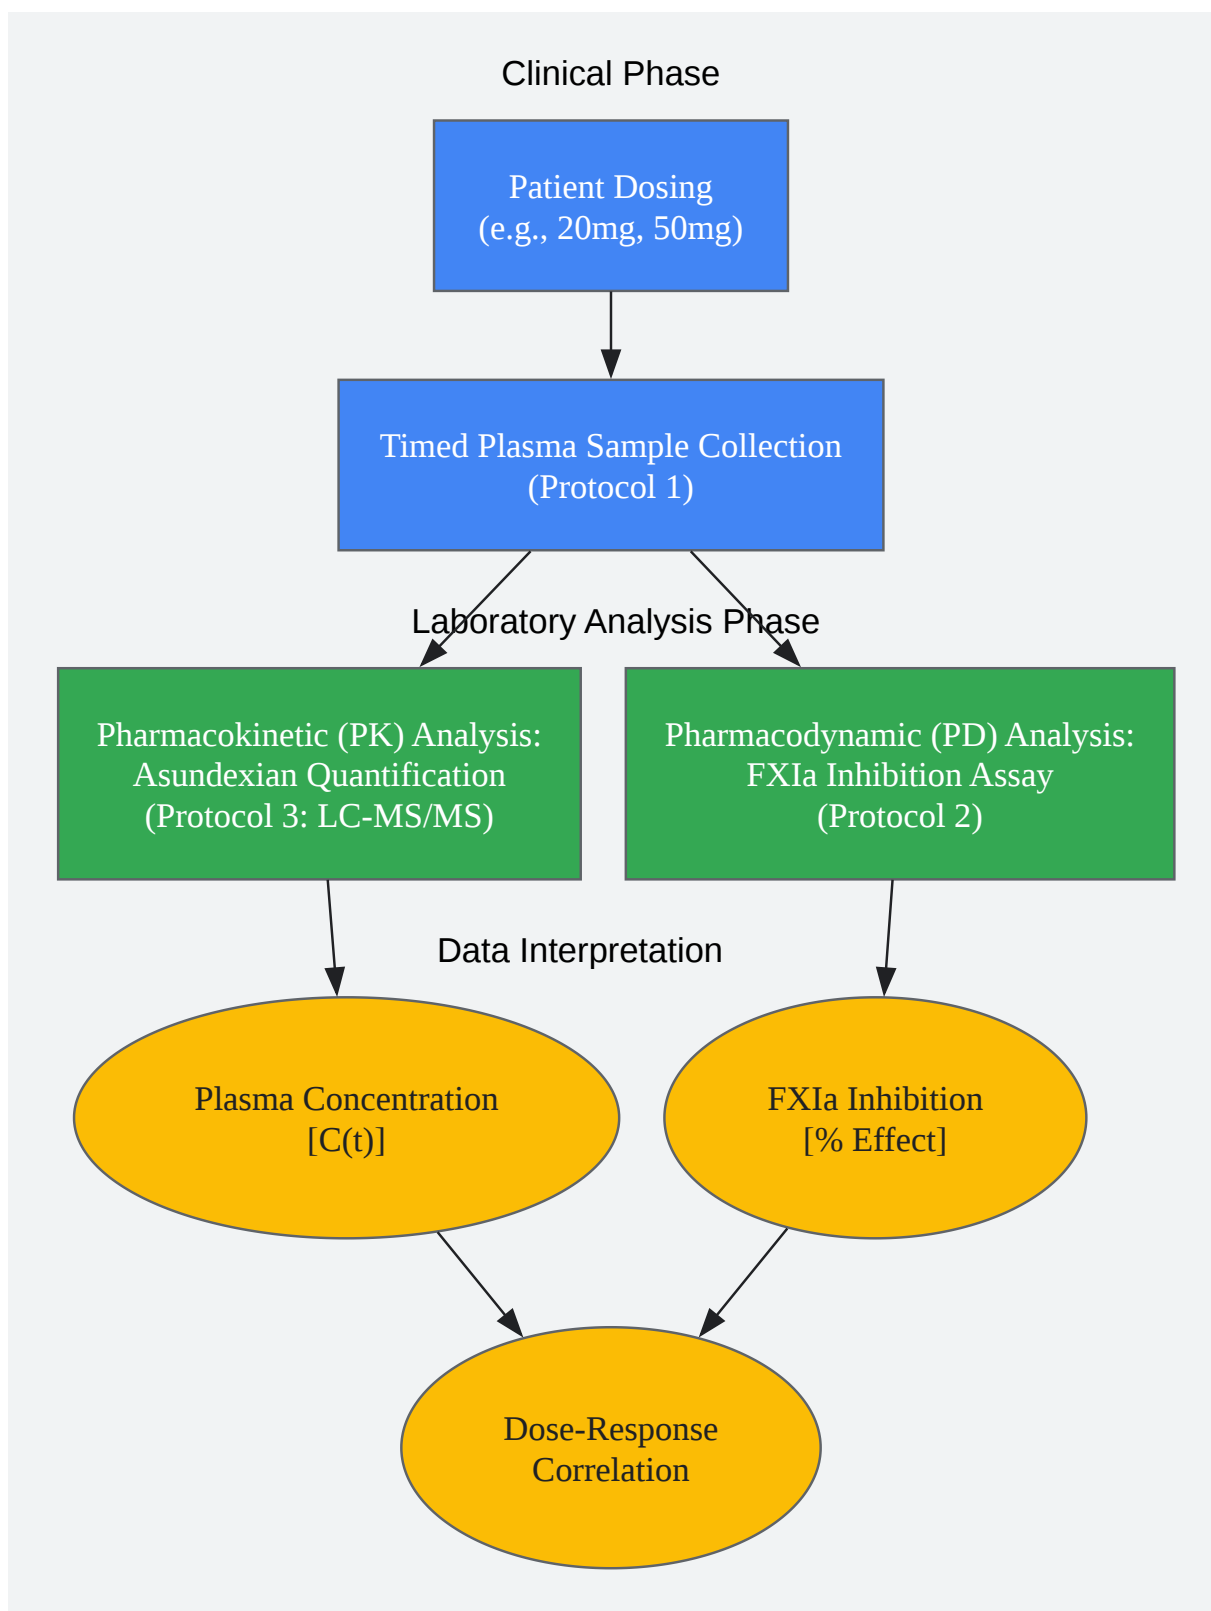 Clinical Phase
Patient Dosing
(e.g., 20mg, 50mg)
Timed Plasma Sample Collection
(Protocol 1)
Laboratory Analysis Phase
Pharmacokinetic (PK) Analysis:
Asundexian Quantification
(Protocol 3: LC-MS/MS)
Pharmacodynamic (PD) Analysis:
FXIa Inhibition Assay
(Protocol 2)
Data Interpretation
Plasma Concentration
[C(t)]
FXIa Inhibition
[% Effect]
Dose-Response
Correlation